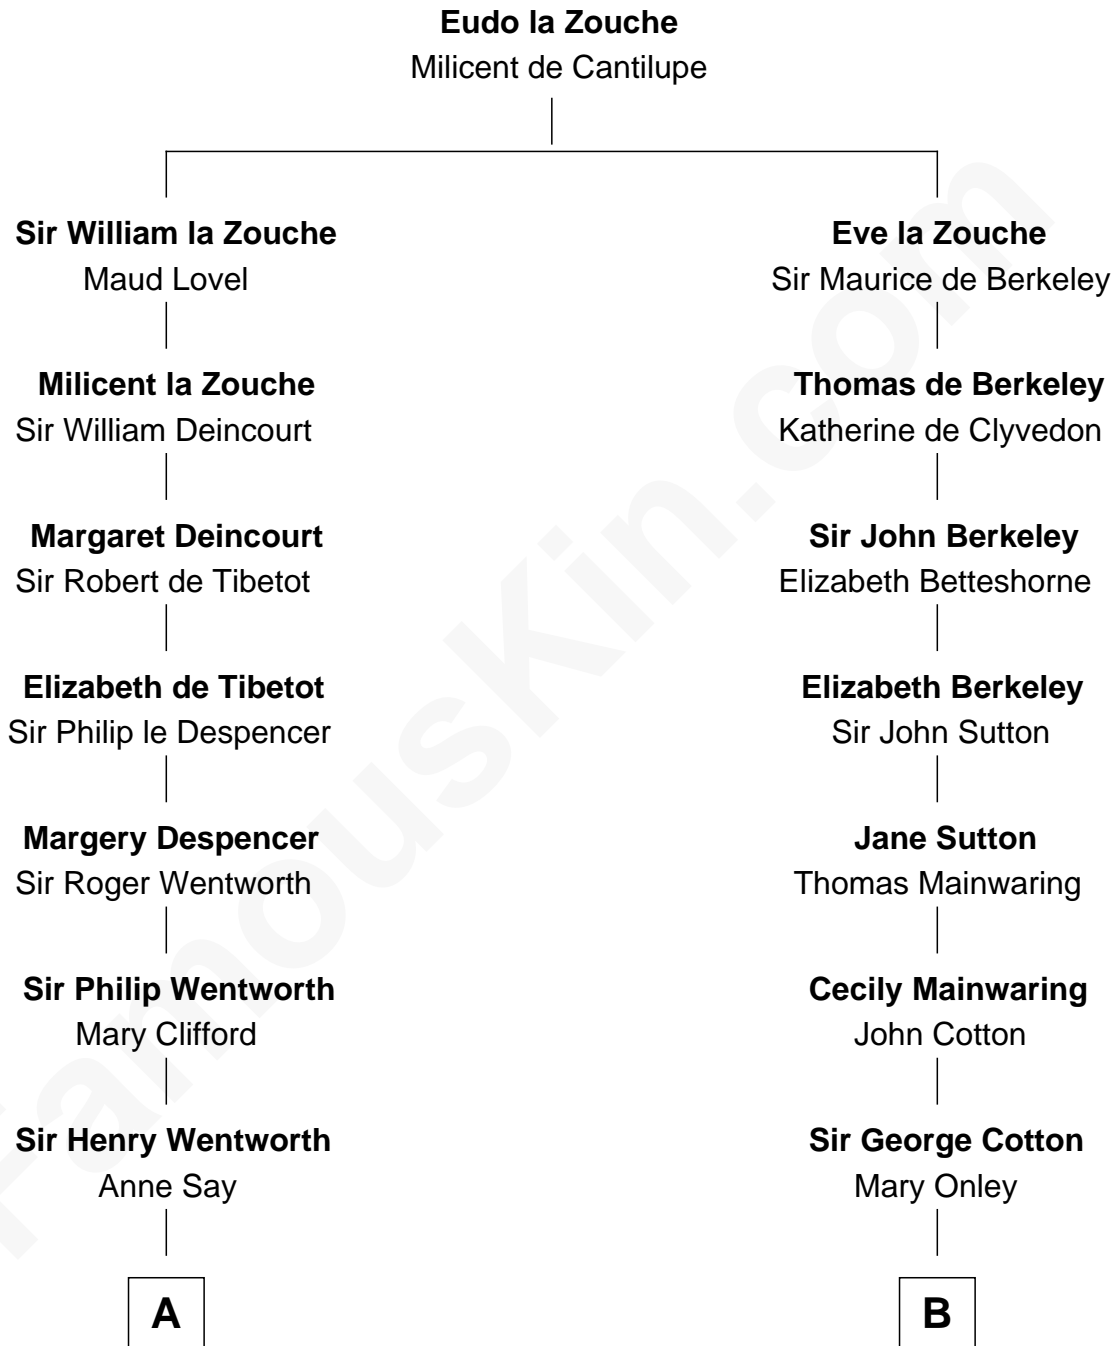 Eudo la Zouche
Milicent de Cantilupe
Sir William la Zouche
Maud Lovel
Eve la Zouche
Sir Maurice de Berkeley
Milicent la Zouche
Sir William Deincourt
Thomas de Berkeley
Katherine de Clyvedon
Margaret Deincourt
Sir Robert de Tibetot
Sir John Berkeley
Elizabeth Betteshorne
Elizabeth de Tibetot
Sir Philip le Despencer
Elizabeth Berkeley
Sir John Sutton
Margery Despencer
Sir Roger Wentworth
Jane Sutton
Thomas Mainwaring
Sir Philip Wentworth
Mary Clifford
Cecily Mainwaring
John Cotton
Sir Henry Wentworth
Anne Say
Sir George Cotton
Mary Onley
A
B
FamousKin.com